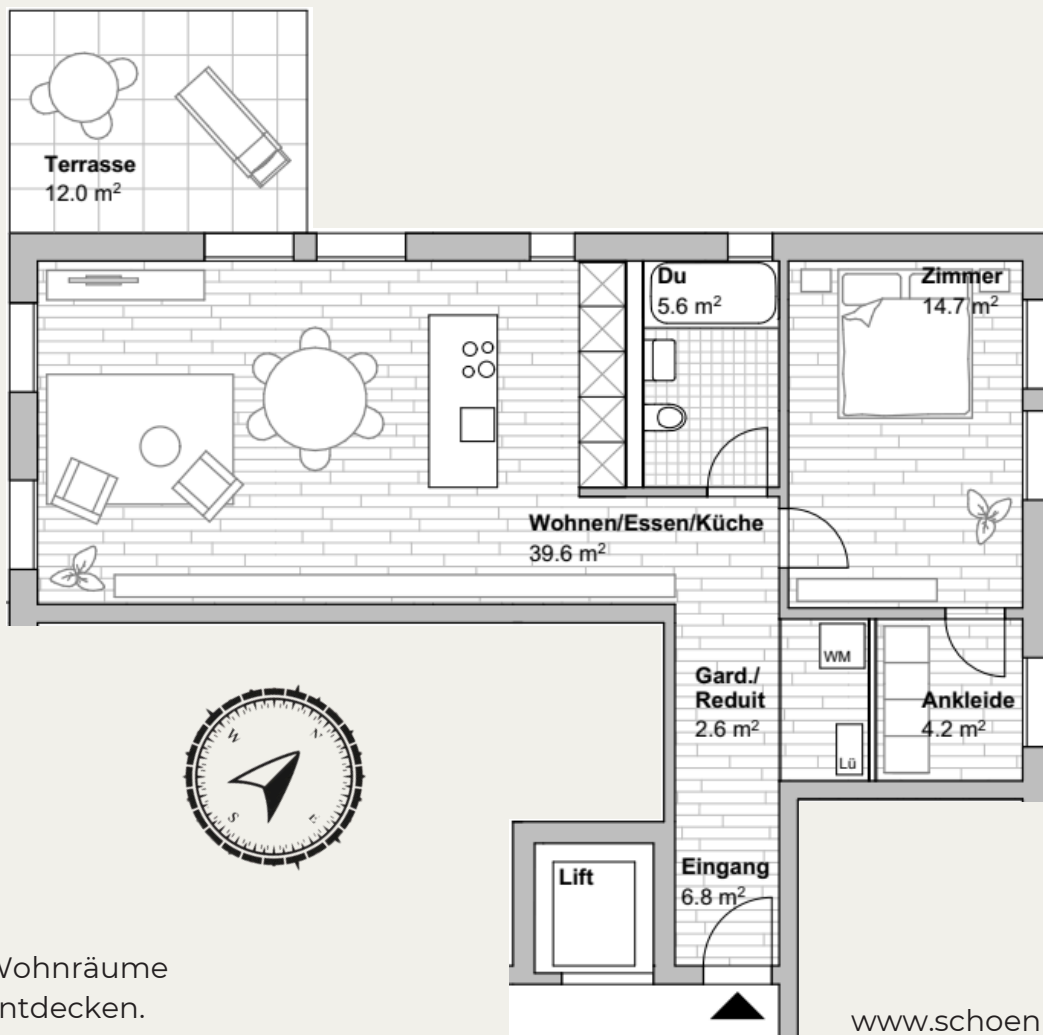 Terrasse
12.0 m²
Du
5.6 m²
Zimmer
14.7 m²
Wohnen/Essen/Küche
39.6 m²
WM
Gard./
Reduit
2.6 m²
Ankleide
4.2 m²
Lü
W
N
S
E
Lift
Eingang
6.8 m²
Wohnräume
ntdecken.
www.schoen